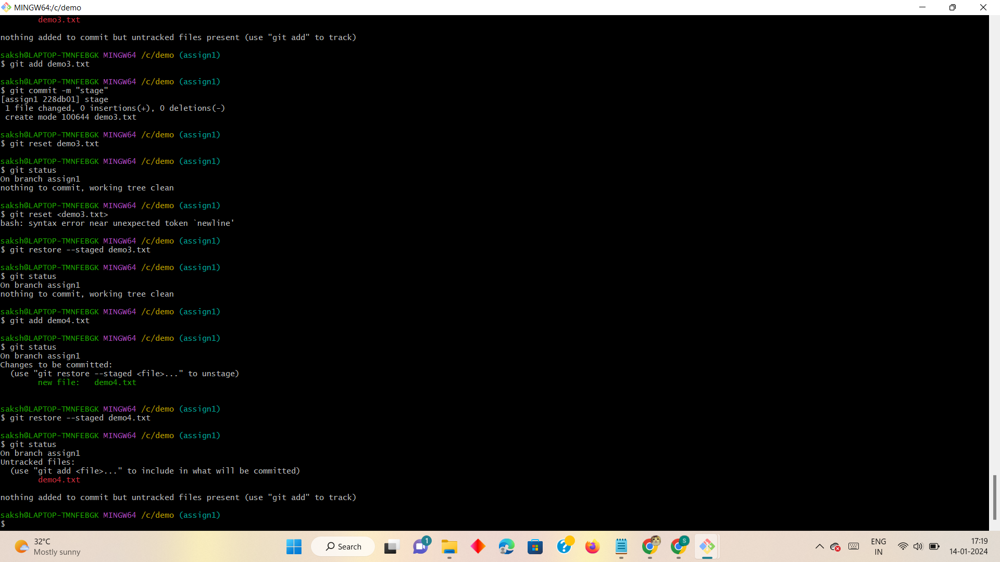 MINGW64:/c/demo
demo3.txt
nothing added to commit but untracked files present (use "git add" to track)
saksh@LAPTOP-TMNFEBGK MINGW64 /c/demo (assign1)
$ git add demo3.txt
saksh@LAPTOP-TMNFEBGK MINGW64 /c/demo (assign1)
$ git commit -m "stage"
[assign1 228db01] stage
1 file changed, 0 insertions(+), 0 deletions(-)
create mode 100644 demo3.txt
saksh@LAPTOP-TMNFEBGK MINGW64 /c/demo (assign1)
$ git reset demo3.txt
saksh@LAPTOP-TMNFEBGK MINGW64 /c/demo (assign1)
$ git status
On branch assign1
nothing to commit, working tree clean
saksh@LAPTOP-TMNFEBGK MINGW64 /c/demo (assign1)
$ git reset <demo3.txt>
bash: syntax error near unexpected token `newline'
saksh@LAPTOP-TMNFEBGK MINGW64 /c/demo (assign1)
$ git restore --staged demo3.txt
saksh@LAPTOP-TMNFEBGK MINGW64 /c/demo (assign1)
$ git status
On branch assign1
nothing to commit, working tree clean
saksh@LAPTOP-TMNFEBGK MINGW64 /c/demo (assign1)
$ git add demo4.txt
saksh@LAPTOP-TMNFEBGK MINGW64 /c/demo (assign1)
$ git status
On branch assign1
Changes to be committed:
(use "git restore --staged <file>..." to unstage)
new file:   demo4.txt
saksh@LAPTOP-TMNFEBGK MINGW64 /c/demo (assign1)
$ git restore --staged demo4.txt
saksh@LAPTOP-TMNFEBGK MINGW64 /c/demo (assign1)
$ git status
On branch assign1
Untracked files:
(use "git add <file>..." to include in what will be committed)
demo4.txt
nothing added to commit but untracked files present (use "git add" to track)
saksh@LAPTOP-TMNFEBGK MINGW64 /c/demo (assign1)
$
32°C
Mostly sunny
Search
1
S
ENG
IN
17:19
14-01-2024